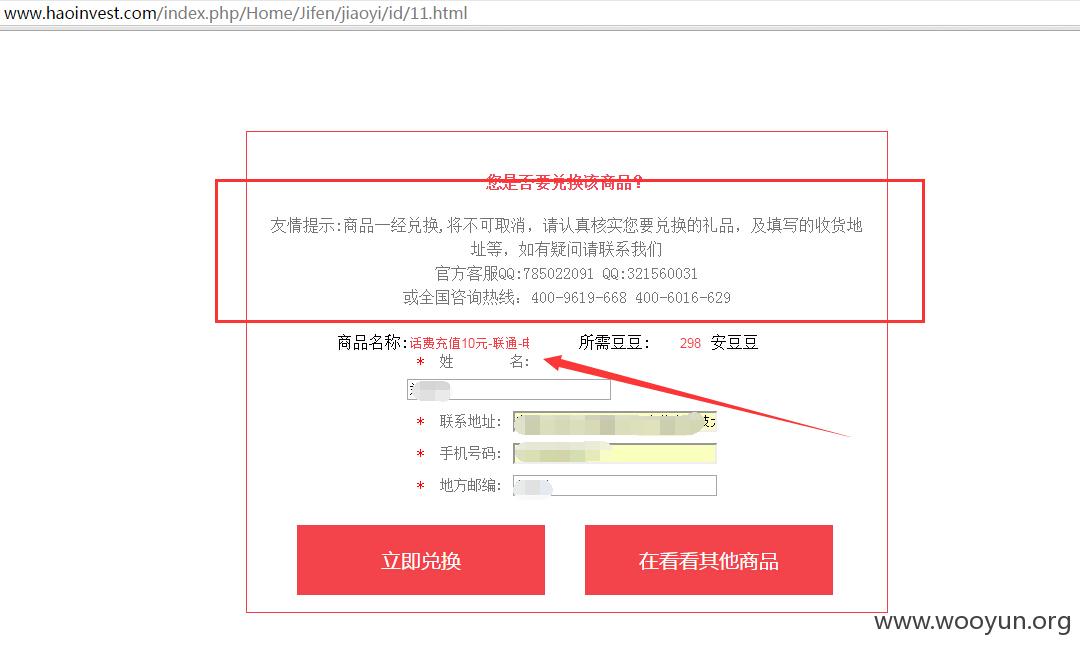 www.haoinvest.com/index.php/Home/Jifen/jiaoyi/id/11.html
您是否要兑换该商品？
友情提示:商品一经兑换,将不可取消，请认真核实您要兑换的礼品，及填写的收货地
址等，如有疑问请联系我们
官方客服QQ:785022091 QQ:321560031
或全国咨询热线：400-9619-668 400-6016-629
商品名称:话费充值10元-联通- 所需豆豆： 298 安豆豆
* 姓 名:
* 联系地址:
* 手机号码:
* 地方邮编:
立即兑换 在看看其他商品
www.wooyun.org